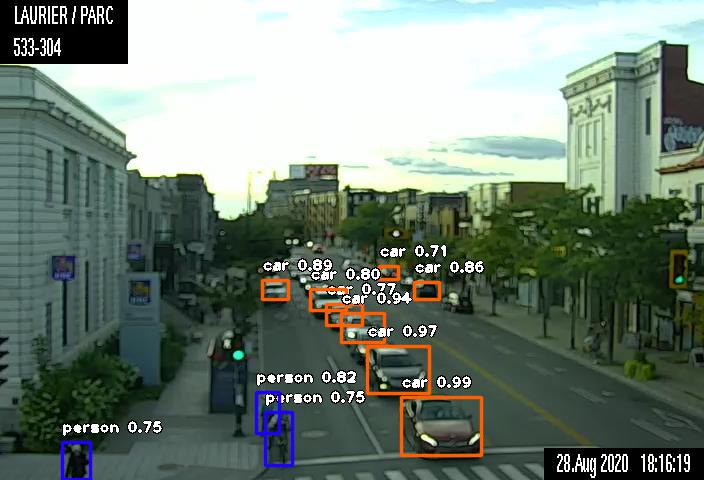 LAURIER / PARC
533-304
car 0.71
car 0.89
car 0.86
car 0.80
car 0.77
car 0.94
car 0.97
person 0.82
car 0.99
person 0.75
person 0.75
28.Aug 2020 18:16:19